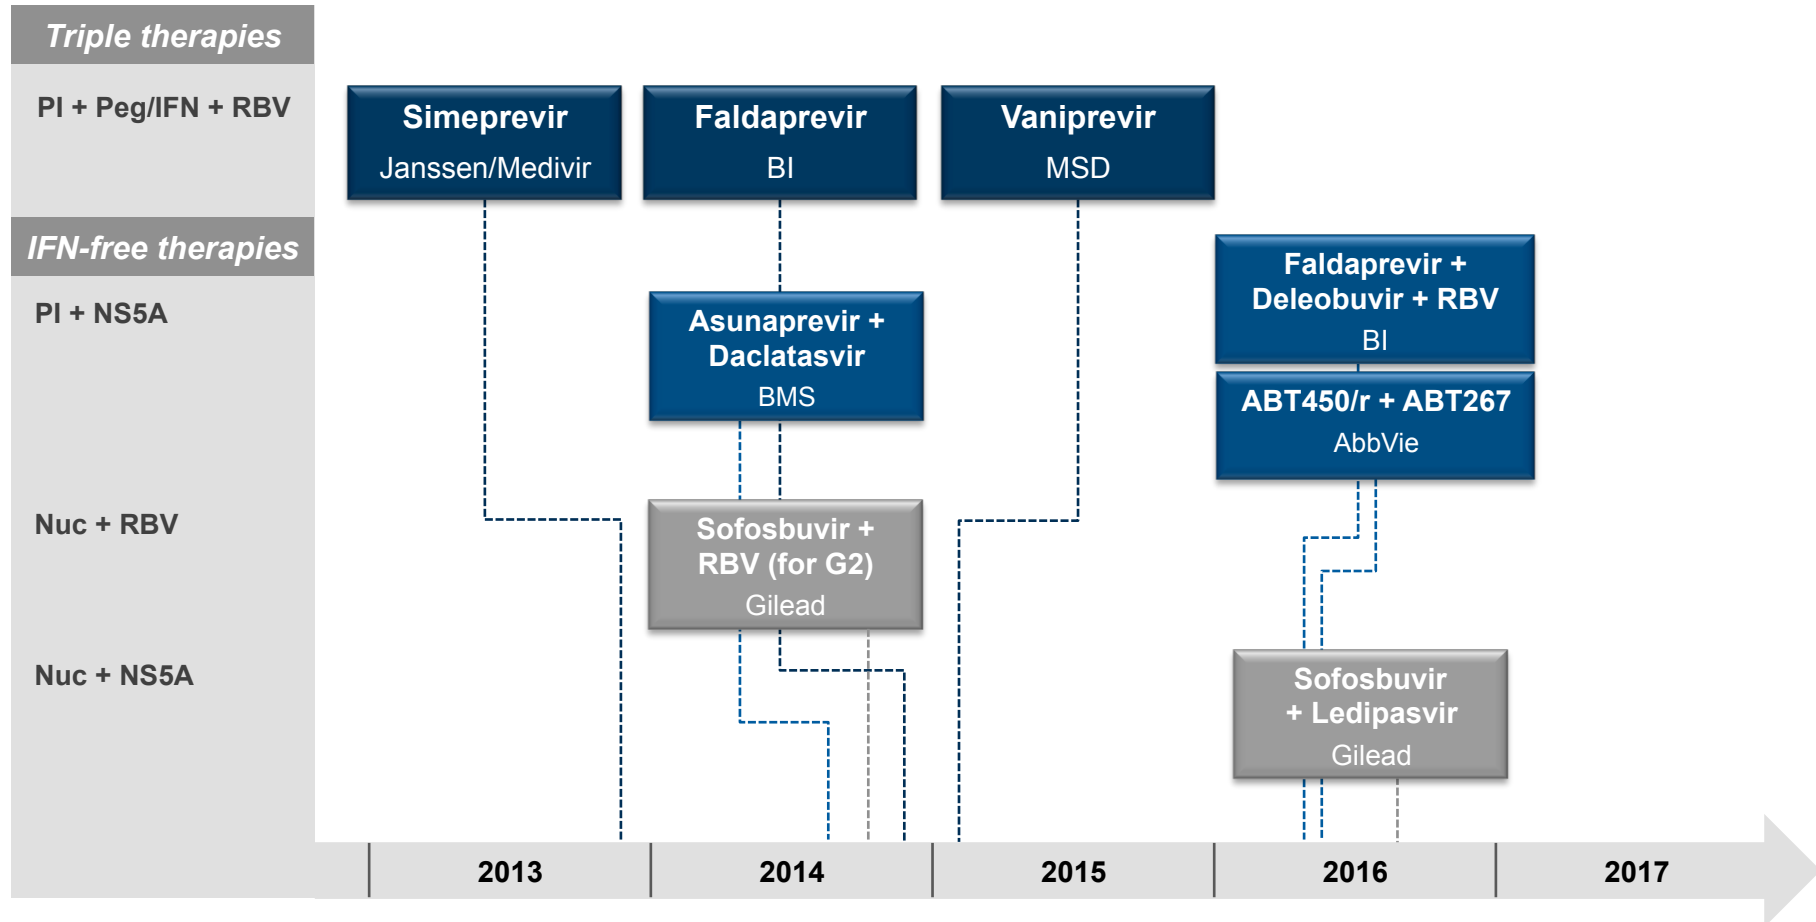 Triple therapies
PI + Peg/IFN + RBV
Simeprevir
Janssen/Medivir
Faldaprevir
BI
Vaniprevir
MSD
IFN-free therapies
PI + NS5A
Asunaprevir +
Daclatasvir
BMS
Faldaprevir +
Deleobuvir + RBV
BI
ABT450/r + ABT267
AbbVie
Nuc + RBV
Sofosbuvir +
RBV (for G2)
Gilead
Nuc + NS5A
Sofosbuvir
+ Ledipasvir
Gilead
2013
2014
2015
2016
2017